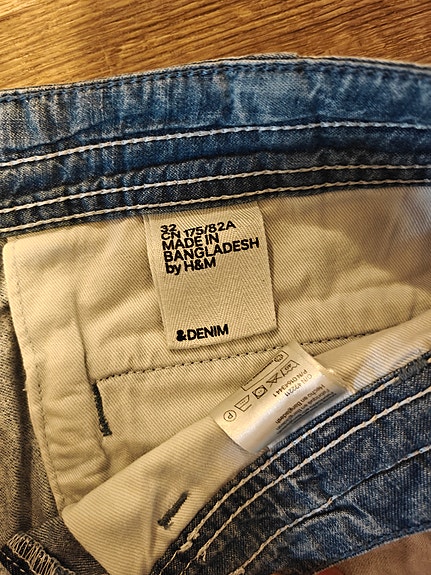 32
CN 175/82A
MADE IN
BANGLADESH
by H&M
&DENIM
P